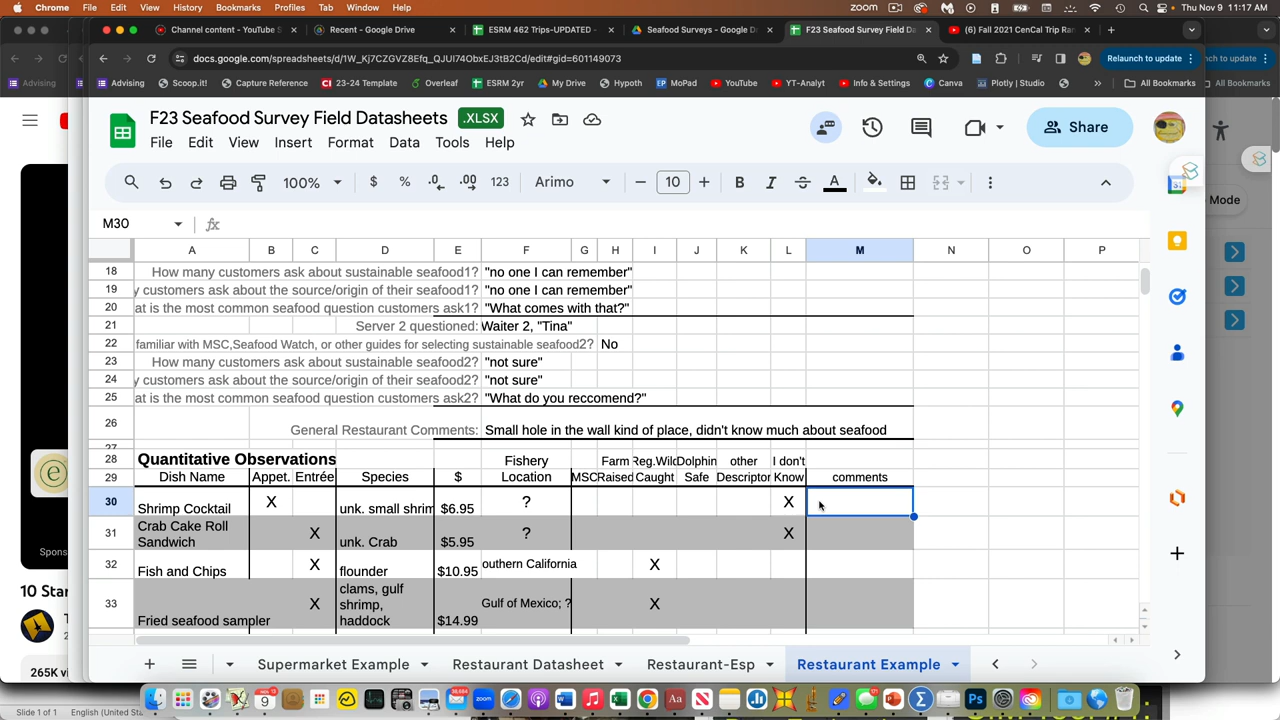 Chrome File Edit View History Bookmarks Profiles Tab Window Help zoom Thu Nov 9 11:17 AM
Channel content - YouTube S Recent - Google Drive ESRM 462 Trips-UPDATED - Seafood Surveys - Google D F23 Seafood Survey Field Da (6) Fall 2021 CenCal Trip Ra
docs.google.com/spreadsheets/d/1WjKj7CZGVZ8Efq_QJUI74ObxEJ3tB2Cd/edit#gid=601149073 Relaunch to update
Advising Advising Scoop.it! Capture Reference 23-24 Template Overleaf ESRM 2yr My Drive Hypoth MoPad YouTube YT-Analyt Info & Settings Canva Plotly | Studio All Bookmarks All Bookmarks
F23 Seafood Survey Field Datasheets .XLSX
File Edit View Insert Format Data Tools Help Share
100% $ % .0 .00 123 Arimo 10 B I A
Mode
M30 fx
A B C D E F G H I J K L M N O P
18 How many customers ask about sustainable seafood1? "no one I can remember"
19 y customers ask about the source/origin of their seafood1? "no one I can remember"
20 at is the most common seafood question customers ask1? "What comes with that?"
21 Server 2 questioned: Waiter 2, "Tina"
22 familiar with MSC,Seafood Watch, or other guides for selecting sustainable seafood2? No
23 How many customers ask about sustainable seafood2? "not sure"
24 y customers ask about the source/origin of their seafood2? "not sure"
25 at is the most common seafood question customers ask2? "What do you reccomend?"
26 General Restaurant Comments: Small hole in the wall kind of place, didn't know much about seafood
27
28 Quantitative Observations Fishery Farm Reg.Wild Dolphin other I don't
29 Dish Name Appet. Entrée Species $ Location MSC Raised Caught Safe Descriptor Know comments
30 Shrimp Cocktail X unk. small shrim $6.95 ? X
31 Crab Cake Roll
Sandwich X unk. Crab $5.95 ? X
32 Fish and Chips X flounder $10.95 outhern California X
33 Fried seafood sampler X clams, gulf
shrimp,
haddock $14.99 Gulf of Mexico; ? X
Spons
10 Star
265K vi
Supermarket Example Restaurant Datasheet Restaurant-Esp Restaurant Example
Slide 1 of 1 English (United Sta